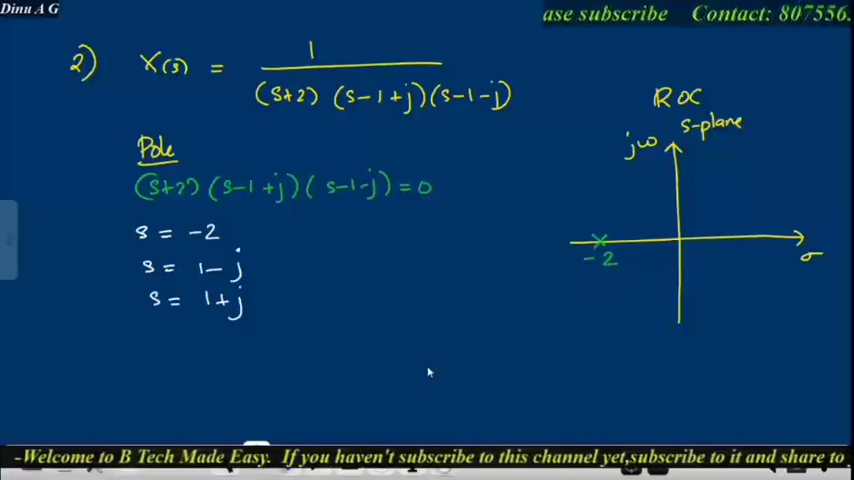 Dinu A G
ase subscribe Contact: 807556.
2) X(s) = 1 / (s+2) (s-1+j)(s-1-j)
ROC
s-plane
jω
Pole
(s+2) (s-1+j) (s-1-j) = 0
s = -2
s = 1-j
s = 1+j
-2
σ
-Welcome to B Tech Made Easy. If you haven't subscribe to this channel yet,subscribe to it and share to